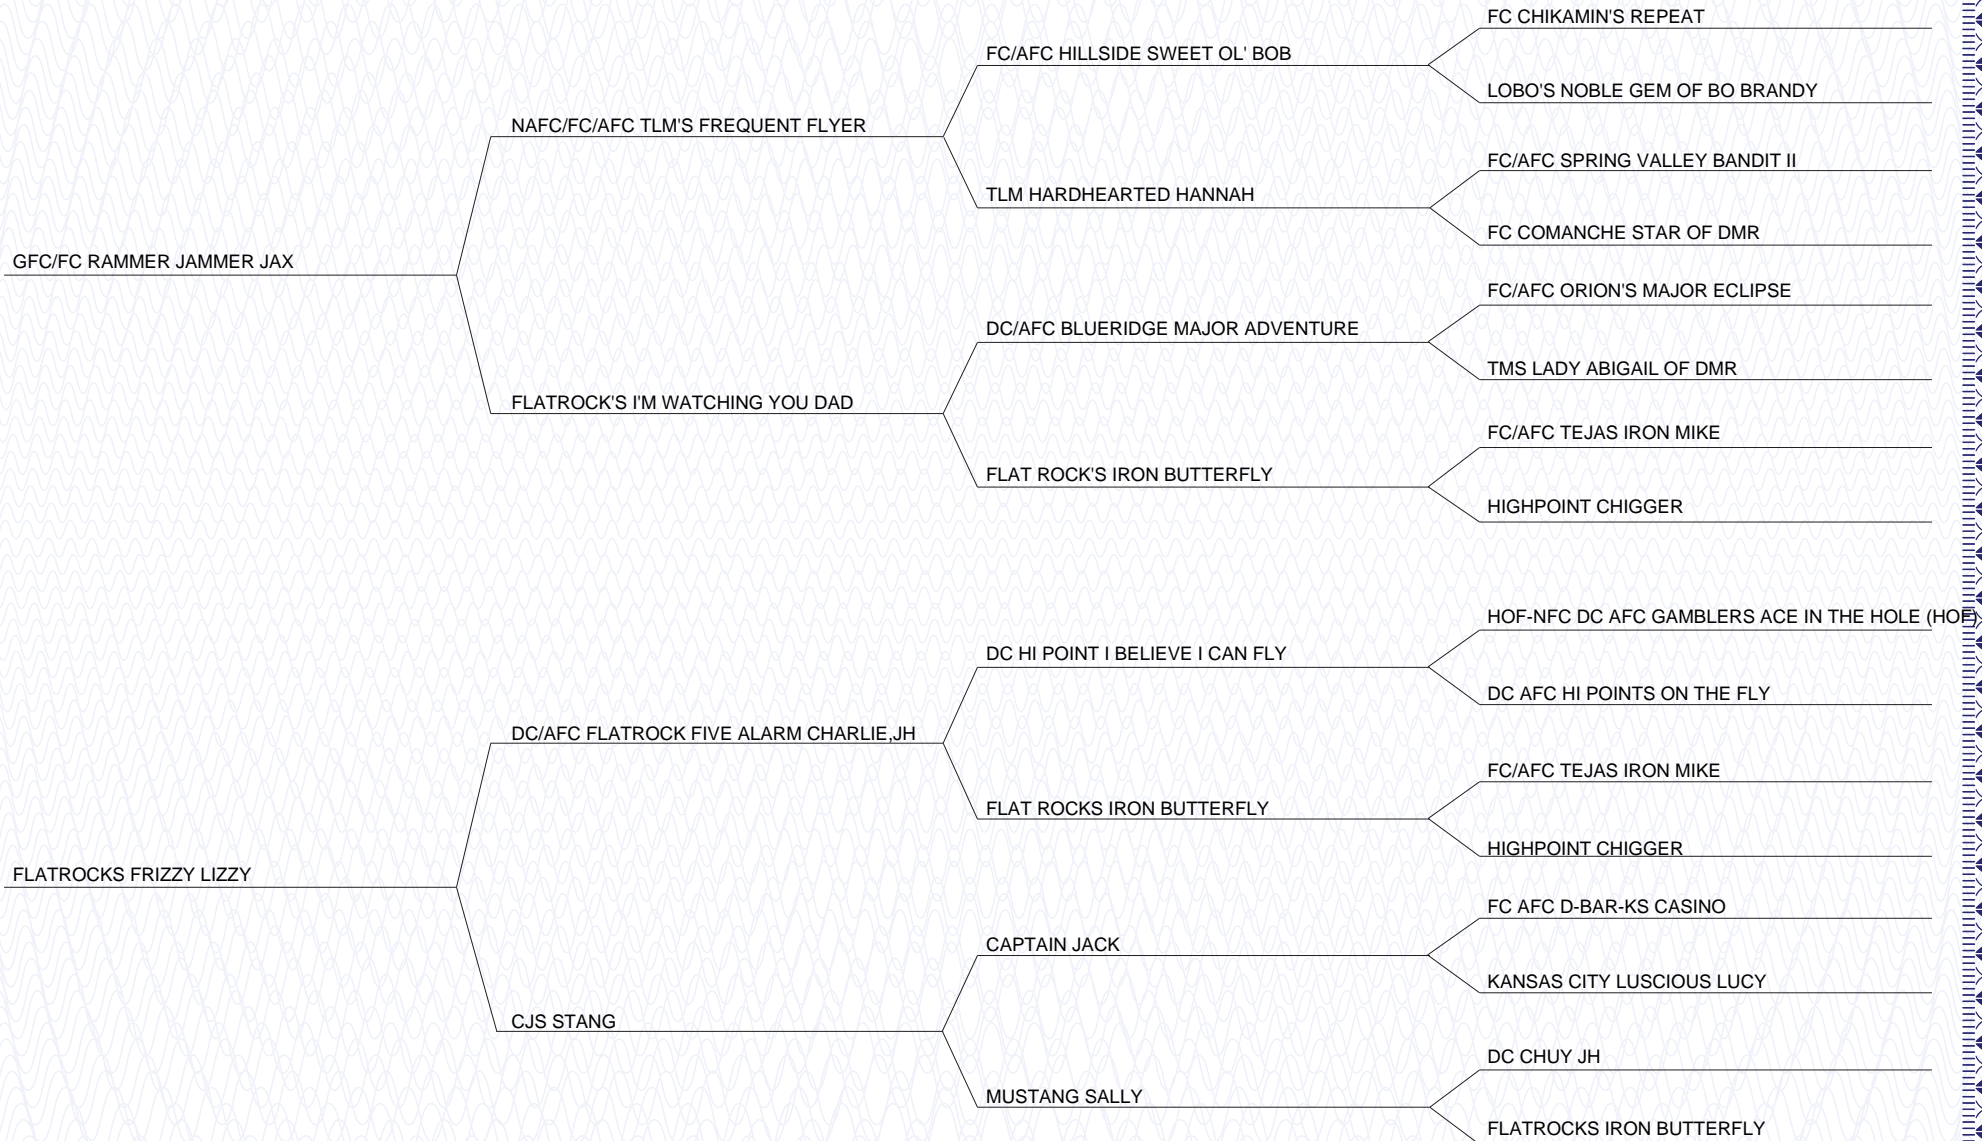 FC CHIKAMIN'S REPEAT
FC/AFC HILLSIDE SWEET OL' BOB
LOBO'S NOBLE GEM OF BO BRANDY
NAFC/FC/AFC TLM'S FREQUENT FLYER
FC/AFC SPRING VALLEY BANDIT II
TLM HARDHEARTED HANNAH
FC COMANCHE STAR OF DMR
GFC/FC RAMMER JAMMER JAX
FC/AFC ORION'S MAJOR ECLIPSE
DC/AFC BLUERIDGE MAJOR ADVENTURE
TMS LADY ABIGAIL OF DMR
FLATROCK'S I'M WATCHING YOU DAD
FC/AFC TEJAS IRON MIKE
FLAT ROCK'S IRON BUTTERFLY
HIGHPOINT CHIGGER
HOF-NFC DC AFC GAMBLERS ACE IN THE HOLE (HOF)
DC HI POINT I BELIEVE I CAN FLY
DC AFC HI POINTS ON THE FLY
DC/AFC FLATROCK FIVE ALARM CHARLIE,JH
FC/AFC TEJAS IRON MIKE
FLAT ROCKS IRON BUTTERFLY
HIGHPOINT CHIGGER
FLATROCKS FRIZZY LIZZY
FC AFC D-BAR-KS CASINO
CAPTAIN JACK
KANSAS CITY LUSCIOUS LUCY
CJS STANG
DC CHUY JH
MUSTANG SALLY
FLATROCKS IRON BUTTERFLY